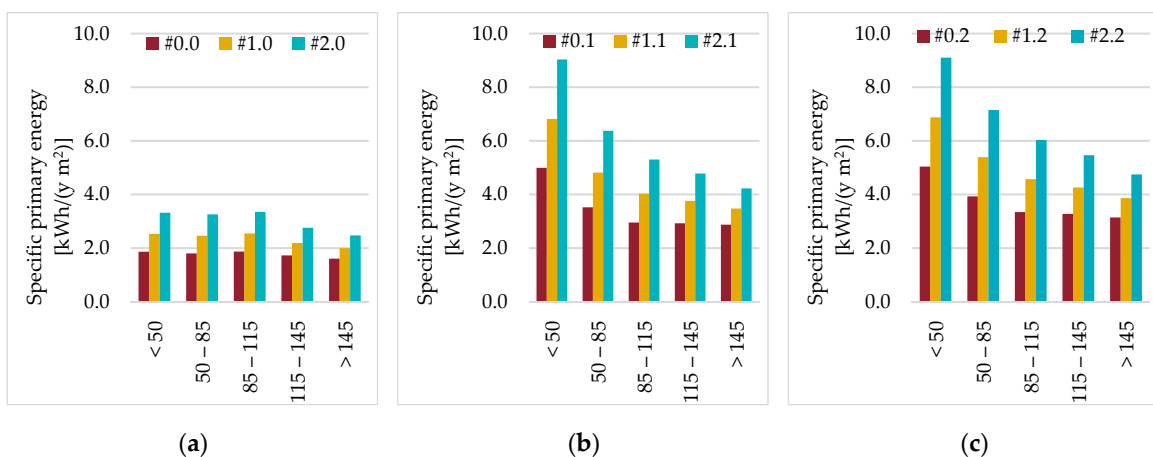 Specific primary energy
[kWh/(y m²)]
10.0
8.0
6.0
4.0
2.0
0.0
#0.0 #1.0 #2.0
< 50
50 – 85
85 – 115
115 – 145
> 145
(a)
Specific primary energy
[kWh/(y m²)]
10.0
8.0
6.0
4.0
2.0
0.0
#0.1 #1.1 #2.1
< 50
50 – 85
85 – 115
115 – 145
> 145
(b)
Specific primary energy
[kWh/(y m²)]
10.0
8.0
6.0
4.0
2.0
0.0
#0.2 #1.2 #2.2
< 50
50 – 85
85 – 115
115 – 145
> 145
(c)